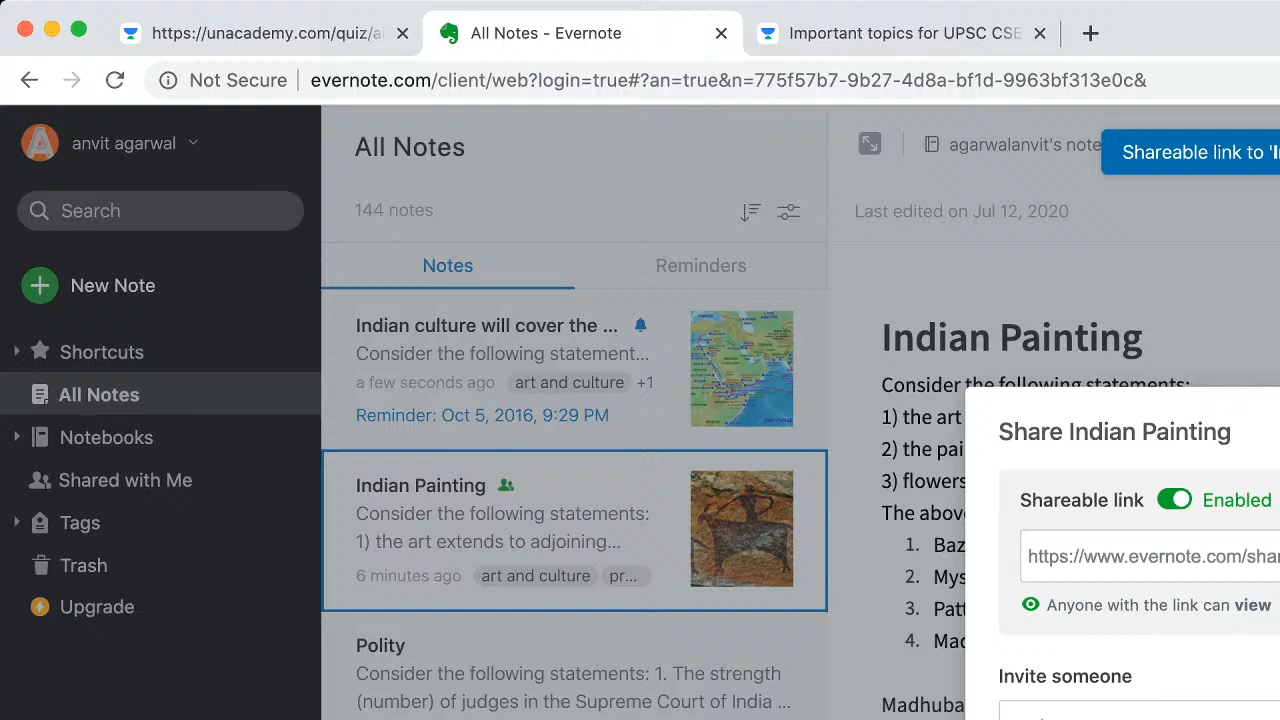 https://unacademy.com/quiz/al
All Notes - Evernote
Important topics for UPSC CSE
Not Secure
evernote.com/client/web?login=true#?an=true&n=775f57b7-9b27-4d8a-bf1d-9963bf313e0c&
A
anvit agarwal
Search
New Note
Shortcuts
All Notes
Notebooks
Shared with Me
Tags
Trash
Upgrade
All Notes
144 notes
Notes
Reminders
Indian culture will cover the ...
Consider the following statement...
a few seconds ago art and culture +1
Reminder: Oct 5, 2016, 9:29 PM
Indian Painting
Consider the following statements:
1) the art extends to adjoining...
6 minutes ago art and culture pr...
Polity
Consider the following statements: 1. The strength
(number) of judges in the Supreme Court of India ...
agarwalanvit's note
Shareable link to 'I
Last edited on Jul 12, 2020
Indian Painting
Consider the following statements:
1) the art
2) the pai
3) flowers
The above
1. Baz
2. Mys
3. Patt
4. Mad
Madhuba
Share Indian Painting
Shareable link Enabled
https://www.evernote.com/shar
Anyone with the link can view
Invite someone